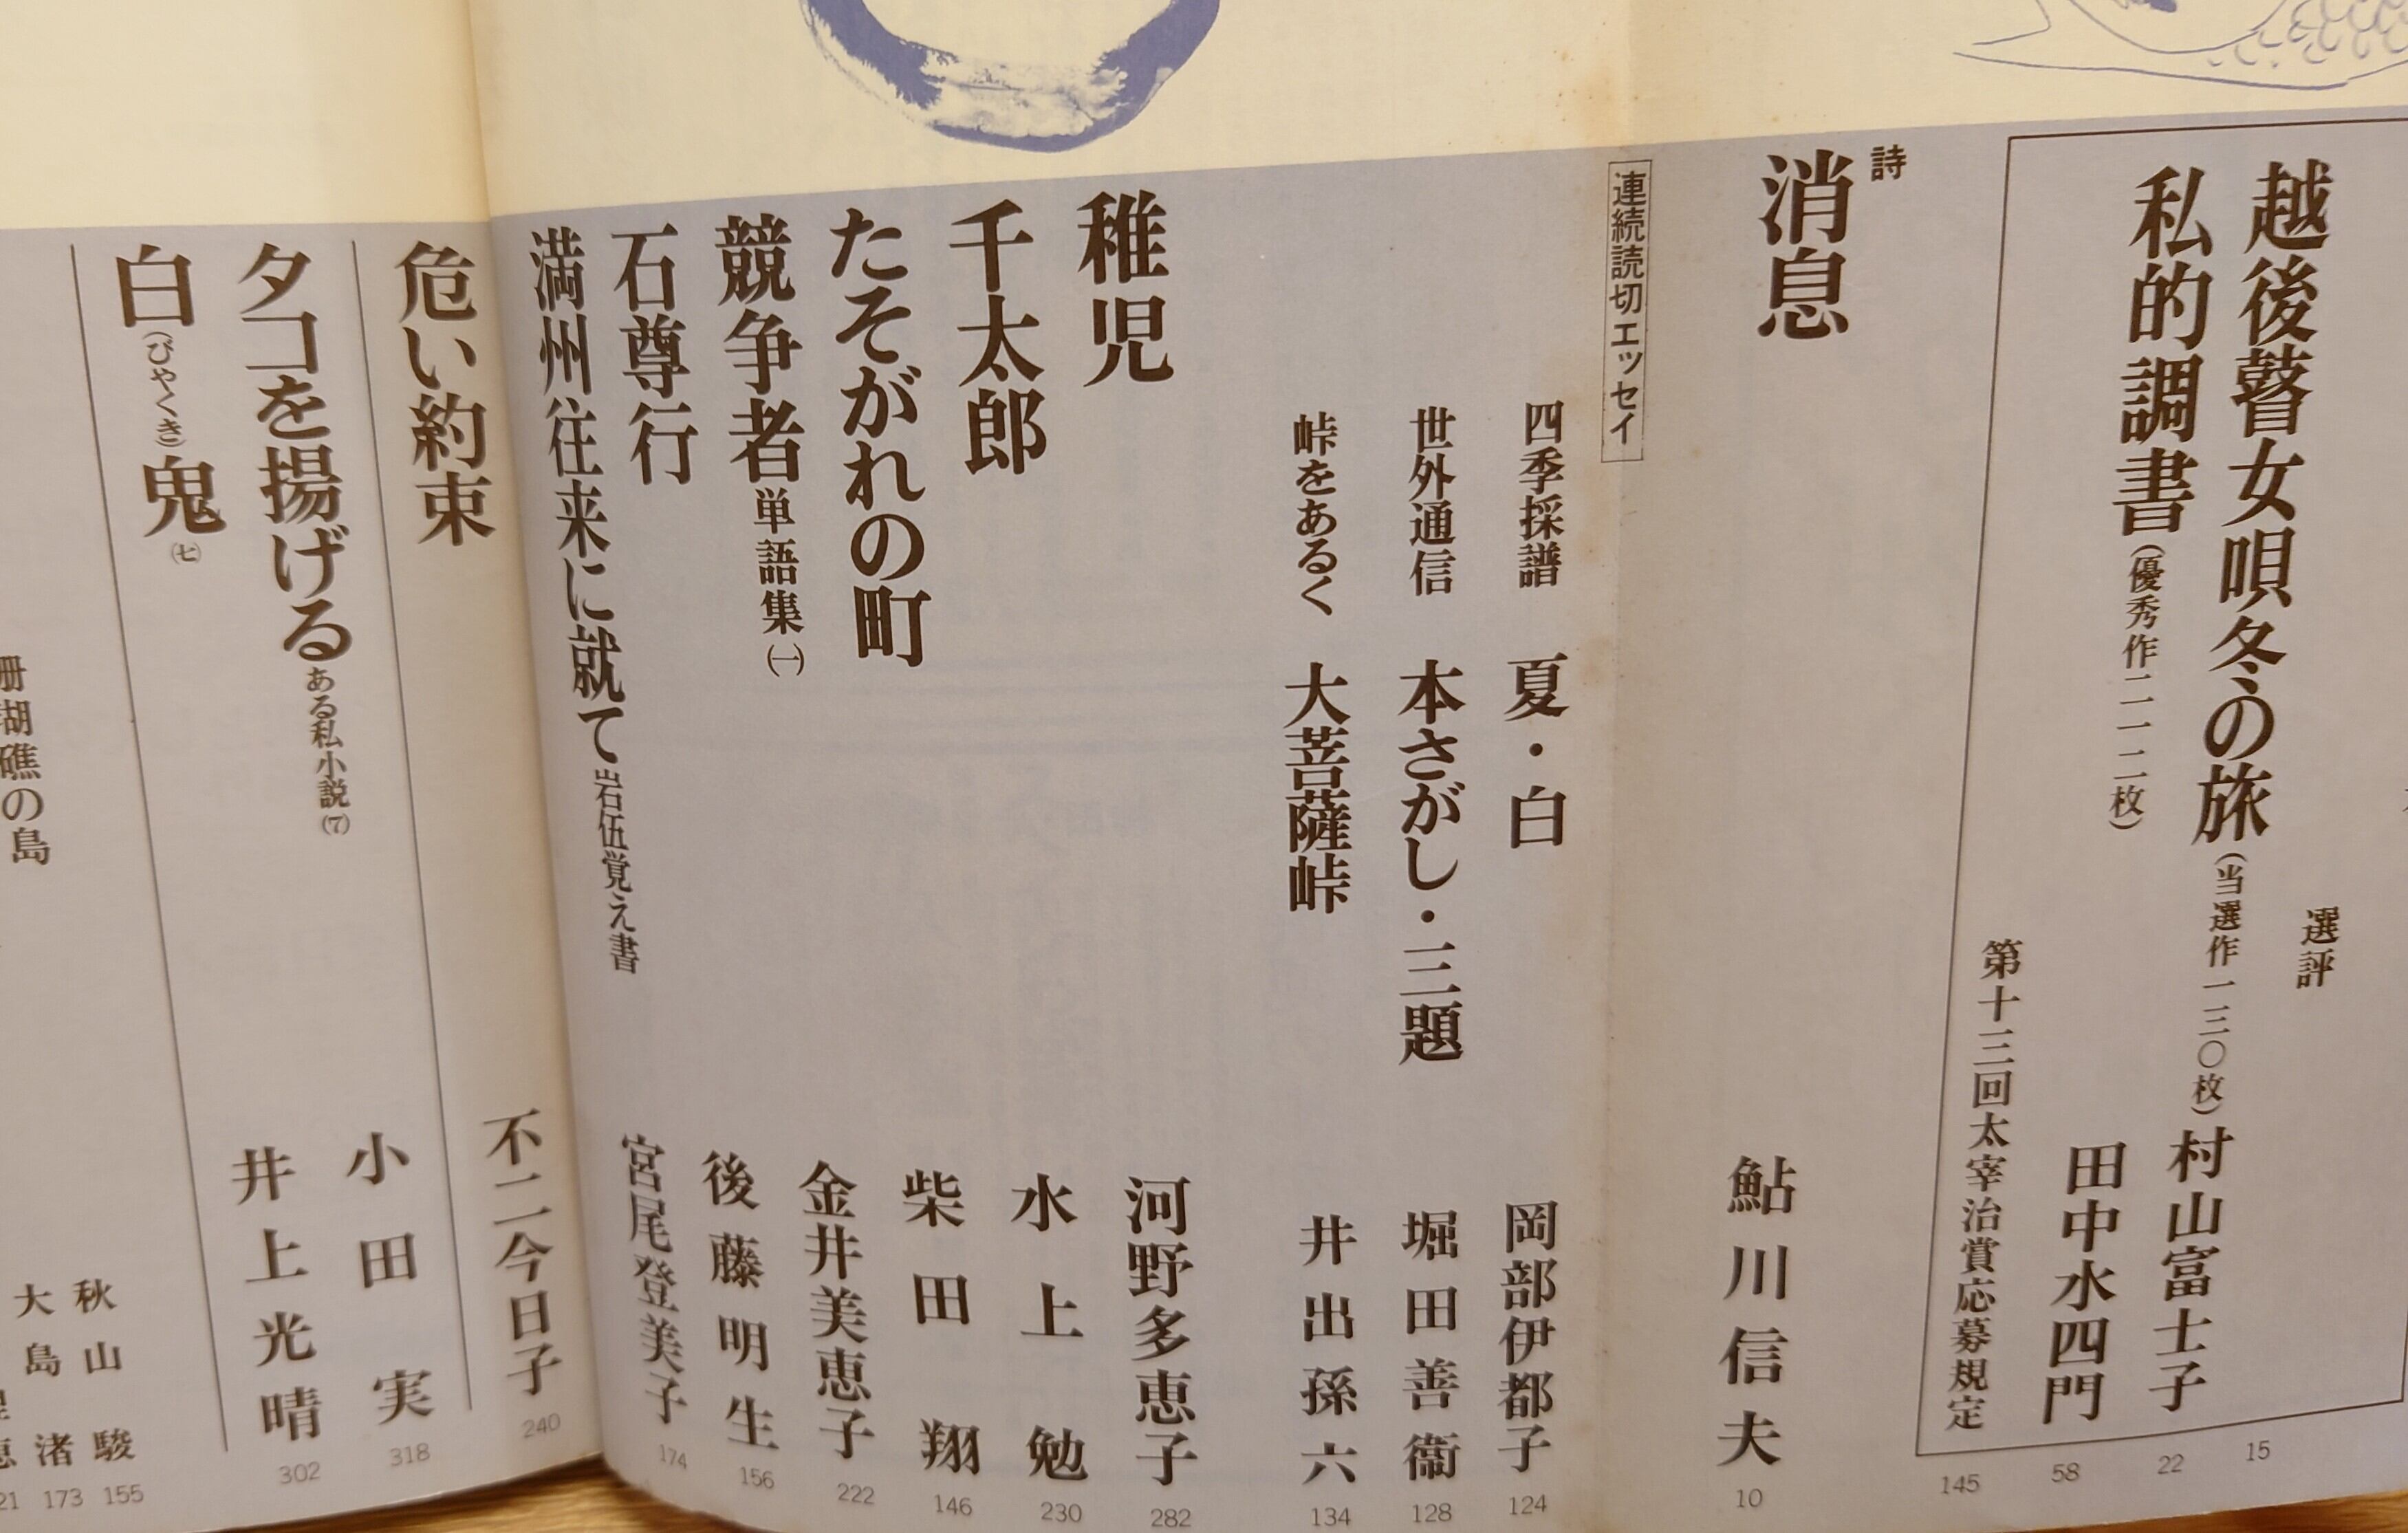 選評 15
越後瞽女唄冬の旅(当選作一三〇枚) 村山富士子 22
私的調書(優秀作二一二枚) 田中水四門 58
第十三回太宰治賞応募規定 145
詩
消息 鮎川信夫 10
連続読切エッセイ
四季採譜 夏・白 岡部伊都子 124
世外通信 本さがし・三題 堀田善衞 128
峠をあるく 大菩薩峠 井出孫六 134
稚児 河野多恵子 282
千太郎 水上勉 230
たそがれの町 柴田翔 146
競争者 単語集㈠ 金井美恵子 222
石尊行 後藤明生 156
満州往来に就て 岩伍覚え書 宮尾登美子 174
危い約束 不二今日子 240
タコを揚げる ある私小説(7) 小田実 318
白(びやくき)鬼㈦ 井上光晴 302
秋山駿 155
珊瑚礁の島 大島渚 173